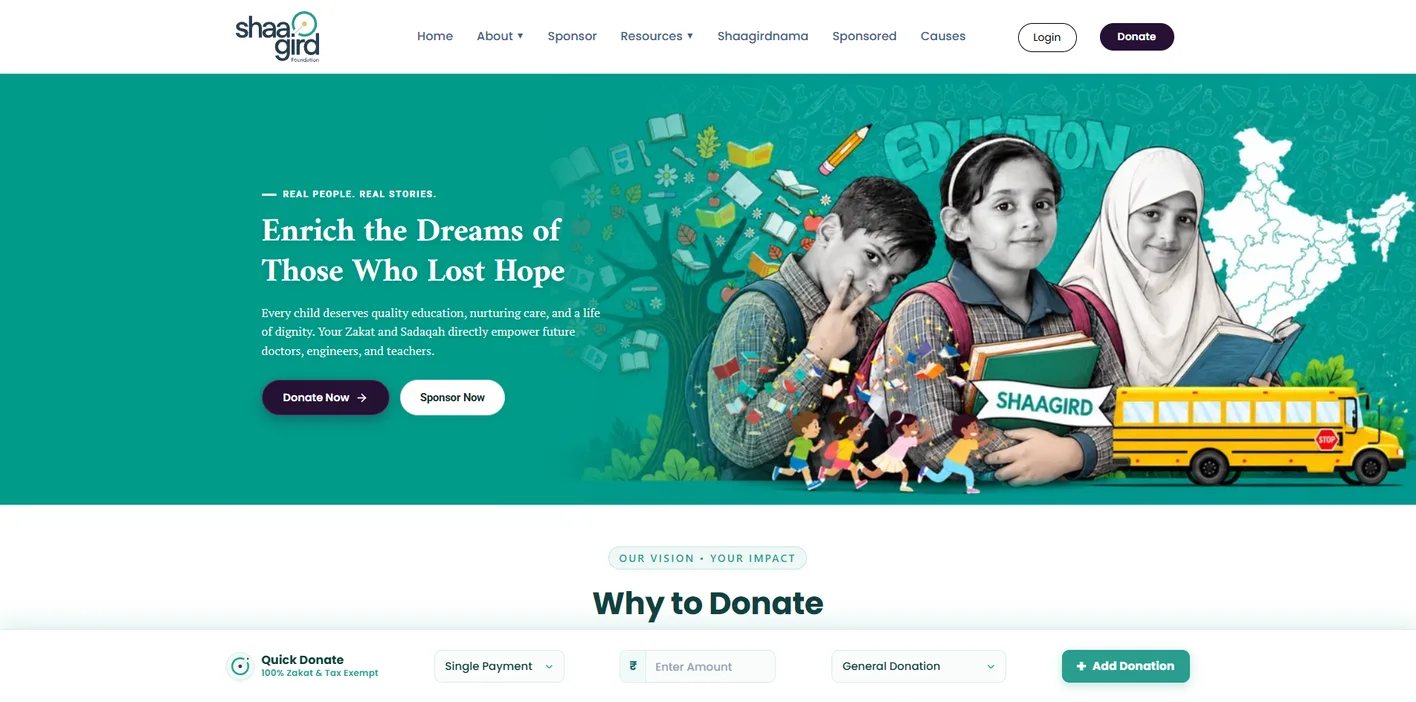 shaa.
gird
Foundation
Home
About ▼
Sponsor
Resources ▼
Shaagirdnama
Sponsored
Causes
Login
Donate
EDUCATION
REAL PEOPLE. REAL STORIES.
Enrich the Dreams of
Those Who Lost Hope
Every child deserves quality education, nurturing care, and a life
of dignity. Your Zakat and Sadaqah directly empower future
doctors, engineers, and teachers.
Donate Now →
Sponsor Now
SHAAGIRD
STOP
OUR VISION • YOUR IMPACT
Why to Donate
Quick Donate
100% Zakat & Tax Exempt
Single Payment
₹ Enter Amount
General Donation
+ Add Donation